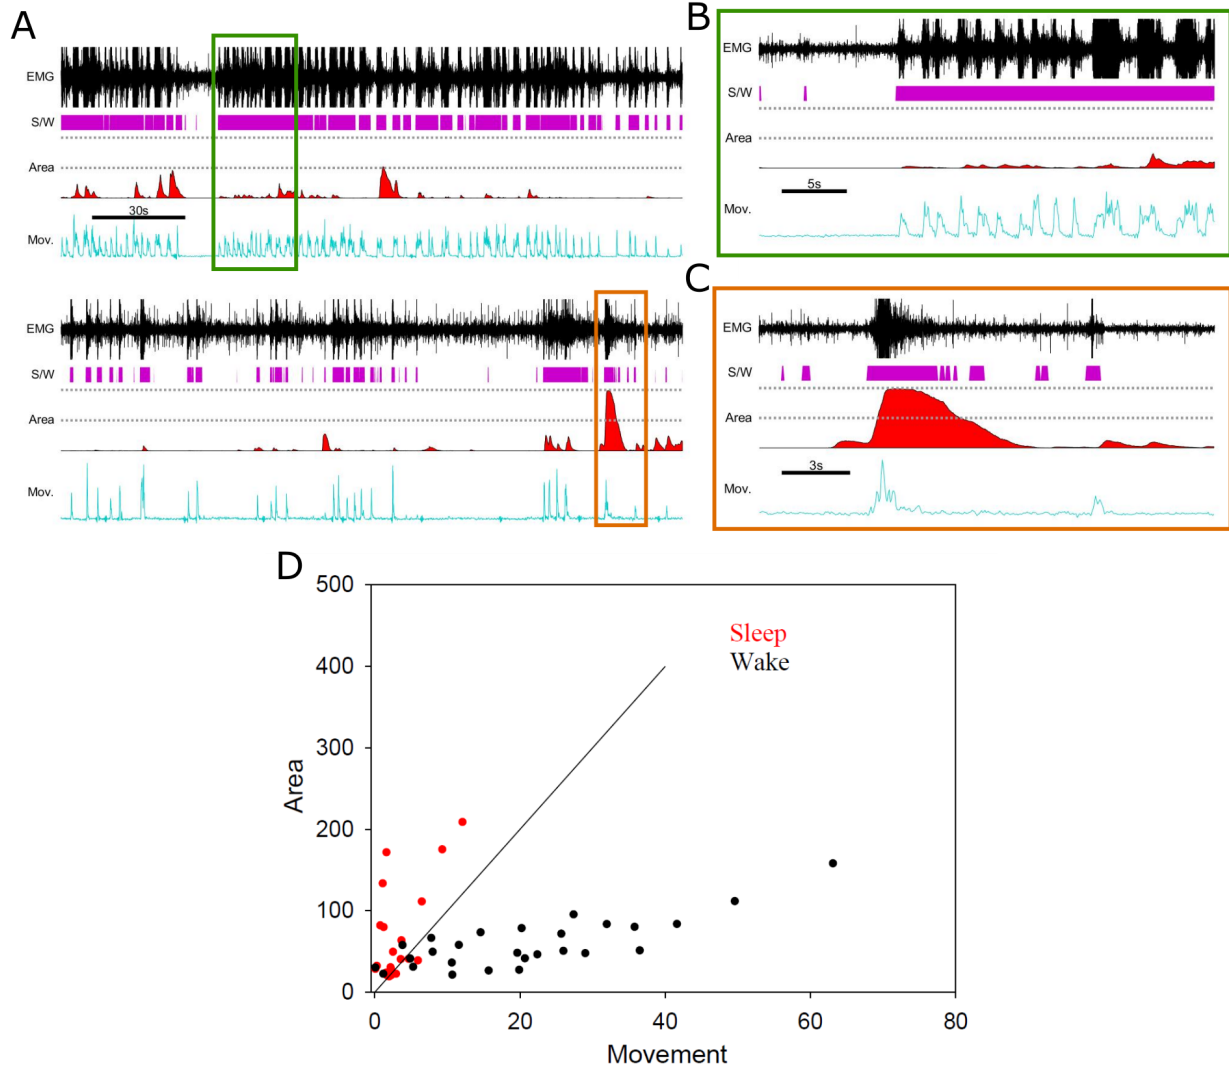 A
EMG
S/W
Area
30s
Mov.
EMG
S/W
Area
Mov.
B
EMG
S/W
Area
5s
Mov.
C
EMG
S/W
Area
3s
Mov.
D
500
400
300
200
100
0
Area
Sleep
Wake
0 20 40 60 80
Movement